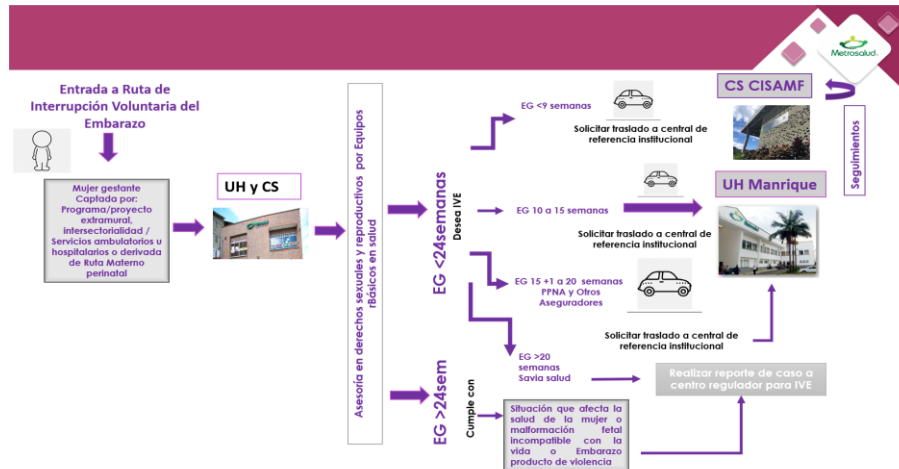 Metrosalud
Entrada a Ruta de
Interrupción Voluntaria del
Embarazo
Mujer gestante
Captada por:
Programa/proyecto
extramural,
intersectorialidad /
Servicios ambulatorios u
hospitalarios o derivada
de Ruta Materno
perinatal
UH y CS
Asesoría en derechos sexuales y reproductivos por Equipos
rBásicos en salud
EG <24semanas
Desea IVE
EG >24sem
Cumple con
EG <9 semanas
Solicitar traslado a central de
referencia institucional
CS CISAMF
Seguimientos
EG 10 a 15 semanas
Solicitar traslado a central de
referencia institucional
UH Manrique
EG 15 +1 a 20 semanas
PPNA y Otros
Aseguradores
Solicitar traslado a central de
referencia institucional
EG >20
semanas
Savia salud
Realizar reporte de caso a
centro regulador para IVE
Situación que afecta la
salud de la mujer o
malformación fetal
incompatible con la
vida o Embarazo
producto de violencia